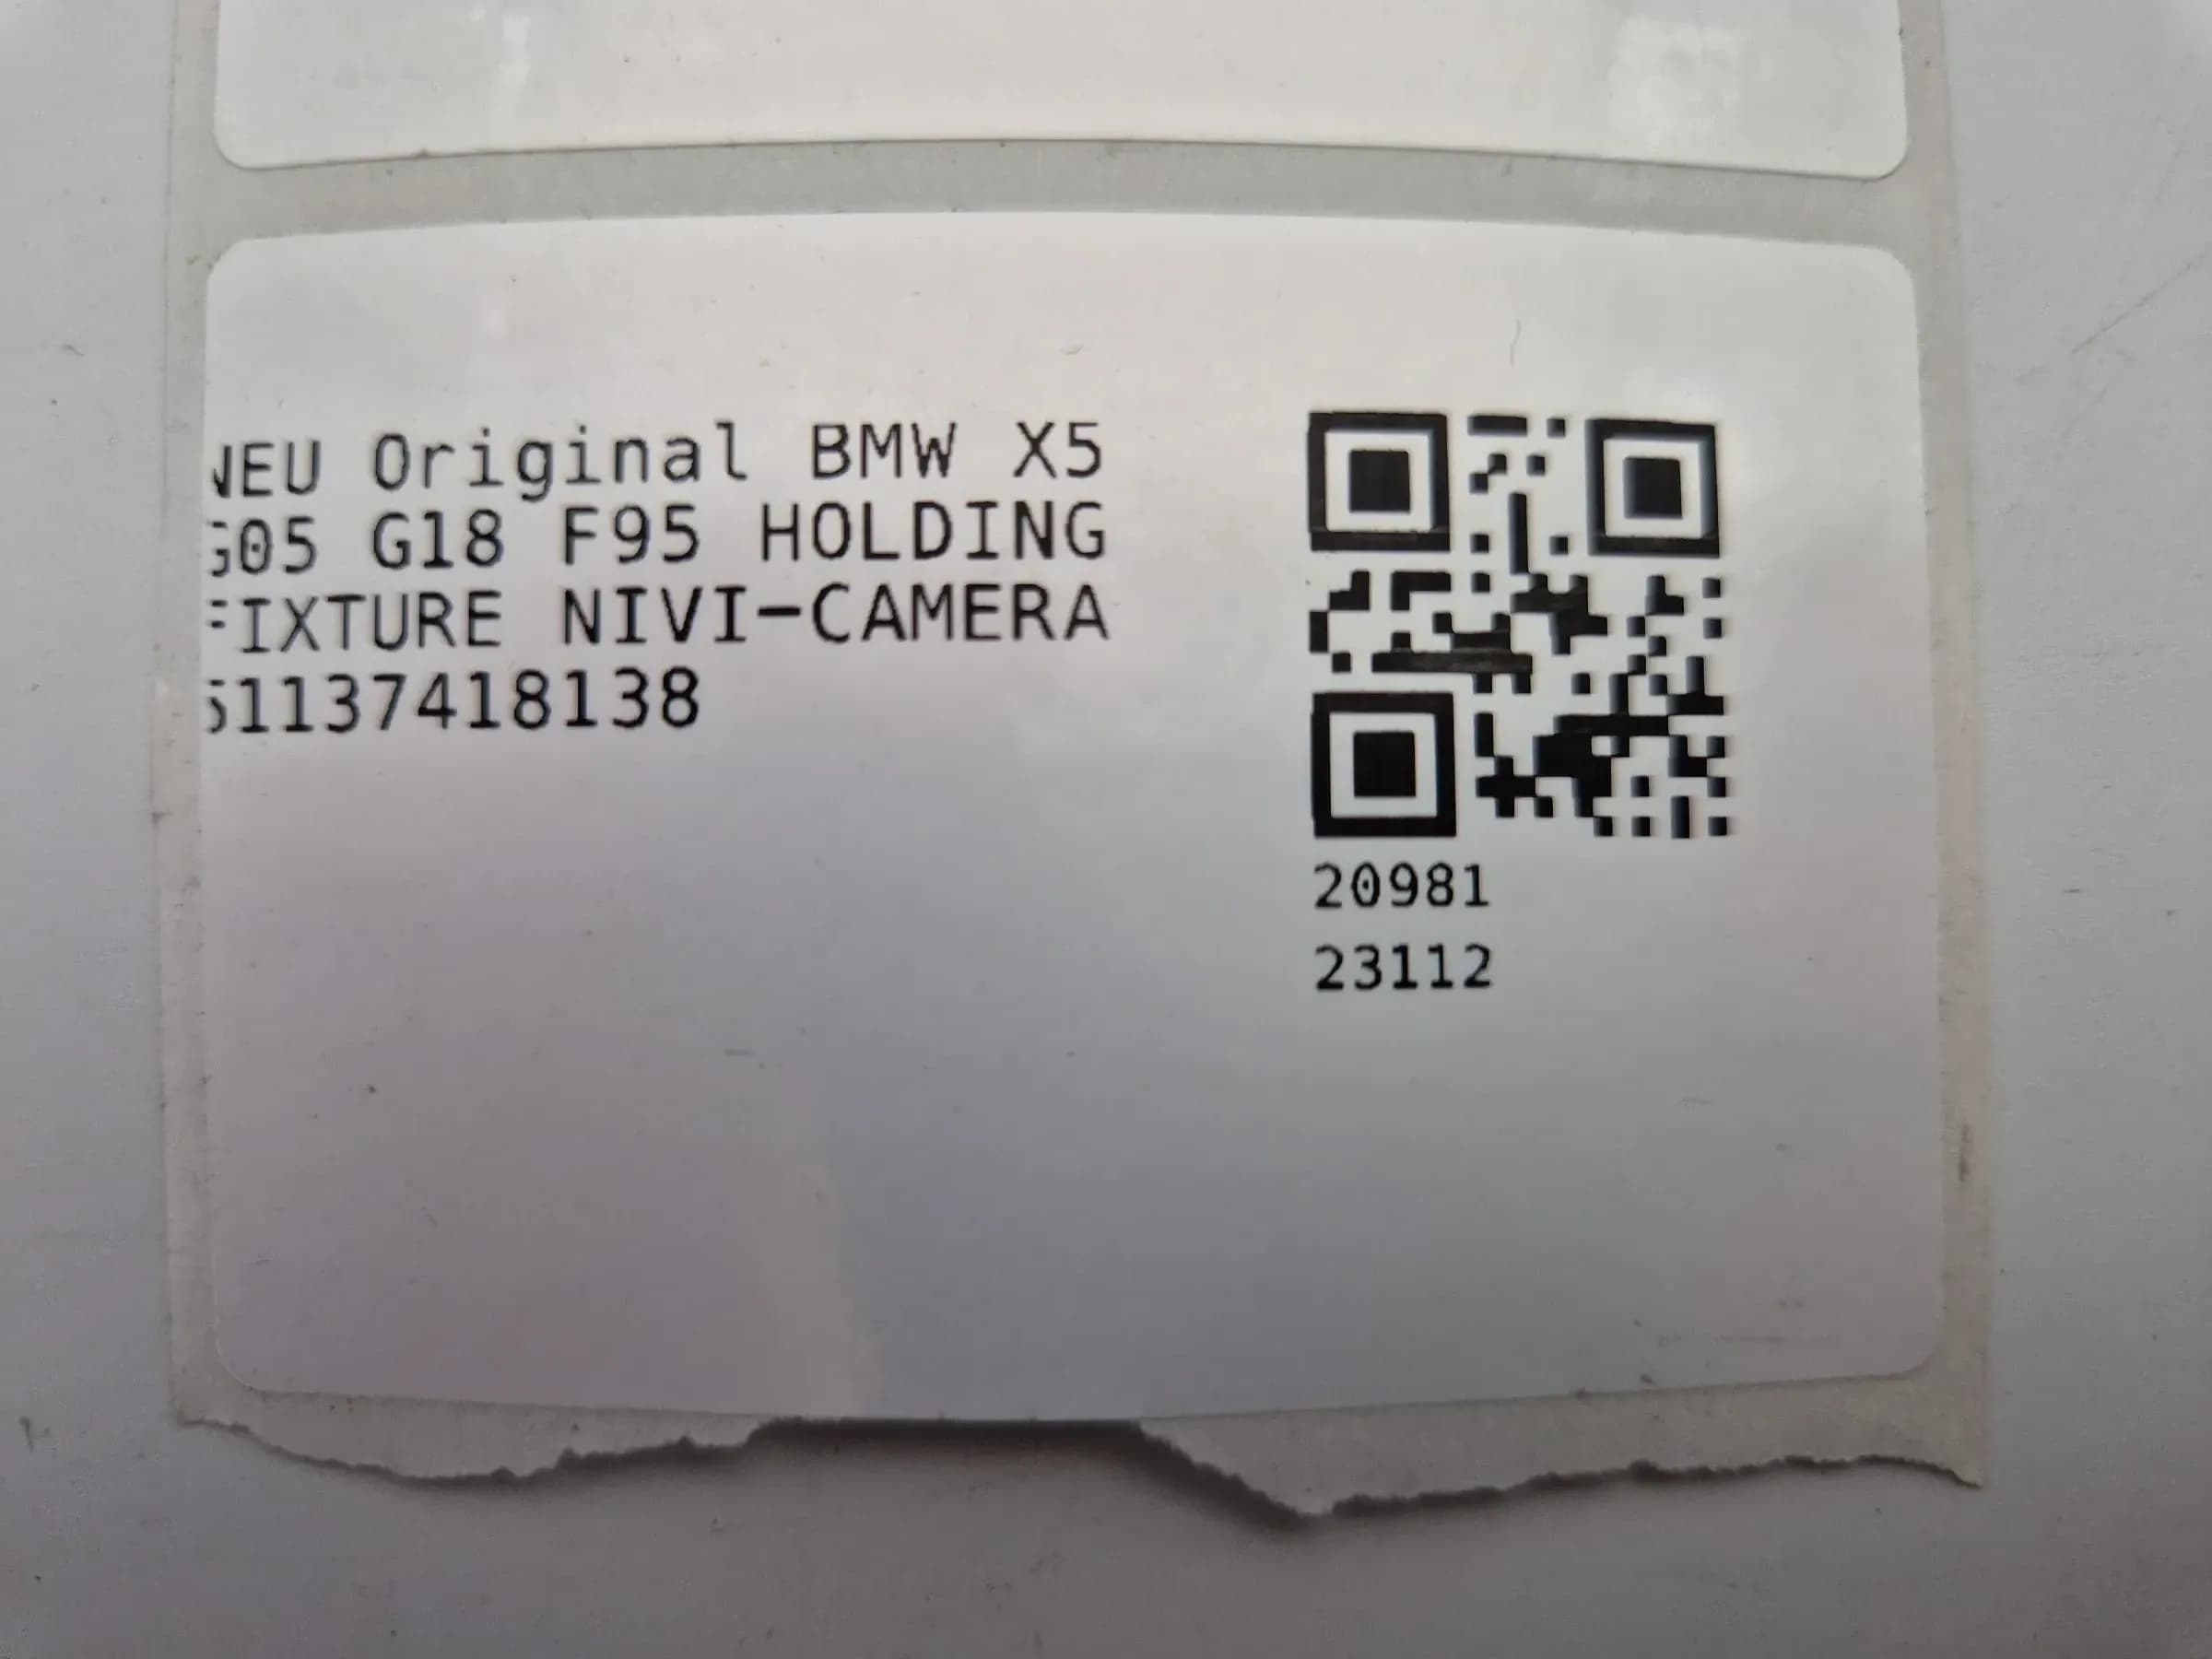 NEU Original BMW X5
G05 G18 F95 HOLDING
FIXTURE NIVI-CAMERA
51137418138
20981
23112